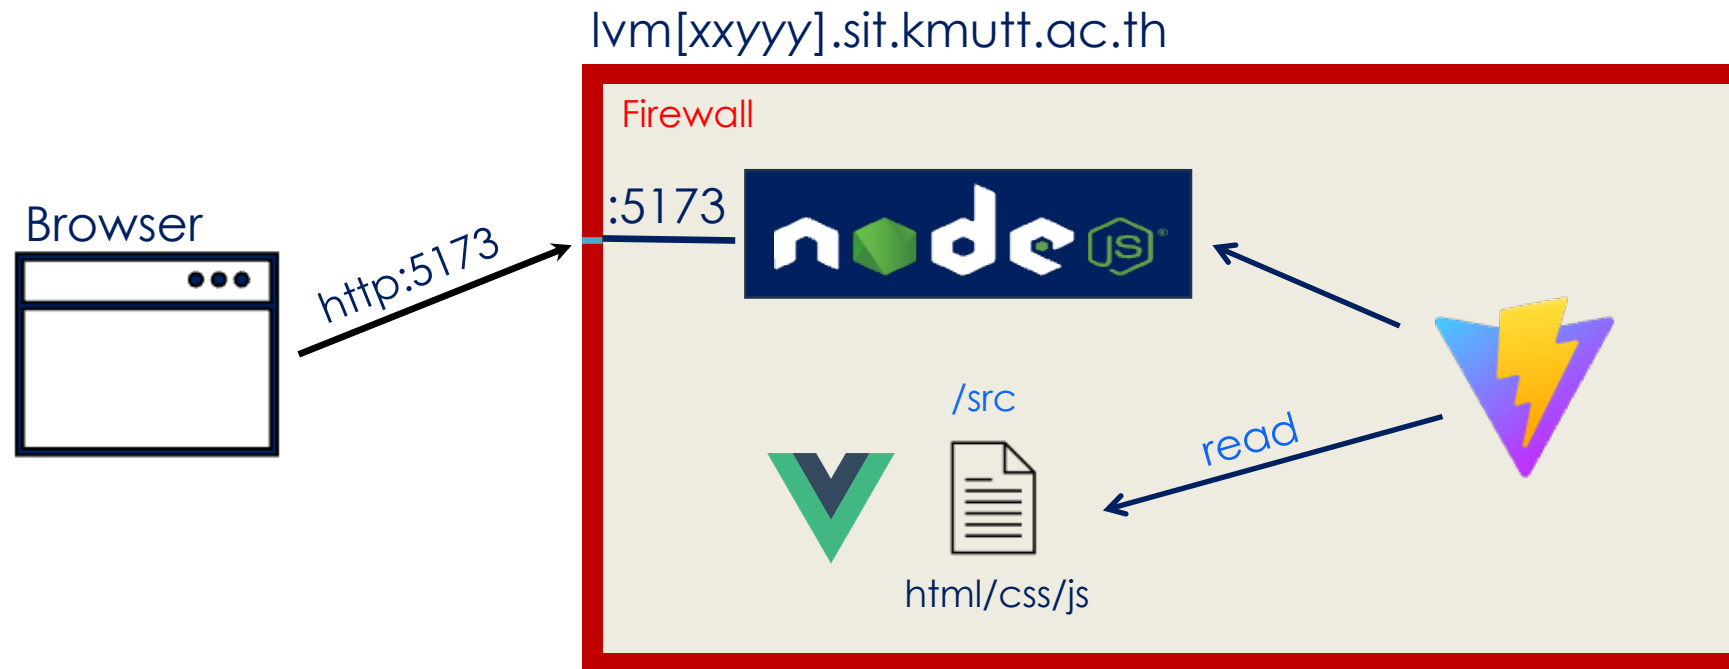 lvm[xxyyy].sit.kmutt.ac.th
Firewall
:5173
Browser
http:5173
node JS
/src
read
html/css/js